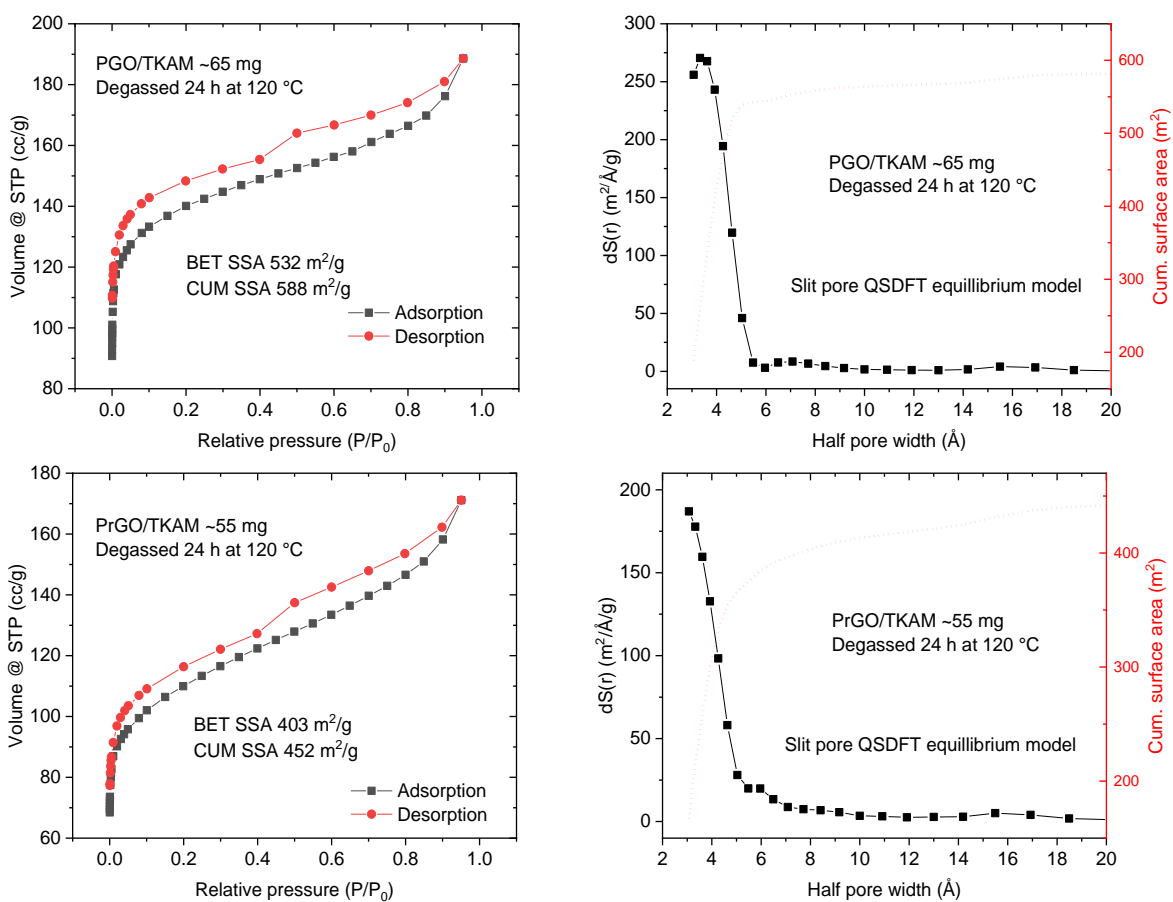 200
180
160
140
120
100
80
Volume @ STP (cc/g)
PGO/TKAM ~65 mg
Degassed 24 h at 120 °C
BET SSA 532 m²/g
CUM SSA 588 m²/g
Adsorption
Desorption
0.0 0.2 0.4 0.6 0.8 1.0
Relative pressure (P/P₀)
300
250
200
150
100
50
0
dS(r) (m²/Å/g)
PGO/TKAM ~65 mg
Degassed 24 h at 120 °C
Slit pore QSDFT equillibrium model
600
500
400
300
200
Cum. surface area (m²)
2 4 6 8 10 12 14 16 18 20
Half pore width (Å)
180
160
140
120
100
80
60
Volume @ STP (cc/g)
PrGO/TKAM ~55 mg
Degassed 24 h at 120 °C
BET SSA 403 m²/g
CUM SSA 452 m²/g
Adsorption
Desorption
0.0 0.2 0.4 0.6 0.8 1.0
Relative pressure (P/P₀)
200
150
100
50
0
dS(r) (m²/Å/g)
PrGO/TKAM ~55 mg
Degassed 24 h at 120 °C
Slit pore QSDFT equillibrium model
400
300
200
Cum. surface area (m²)
2 4 6 8 10 12 14 16 18 20
Half pore width (Å)